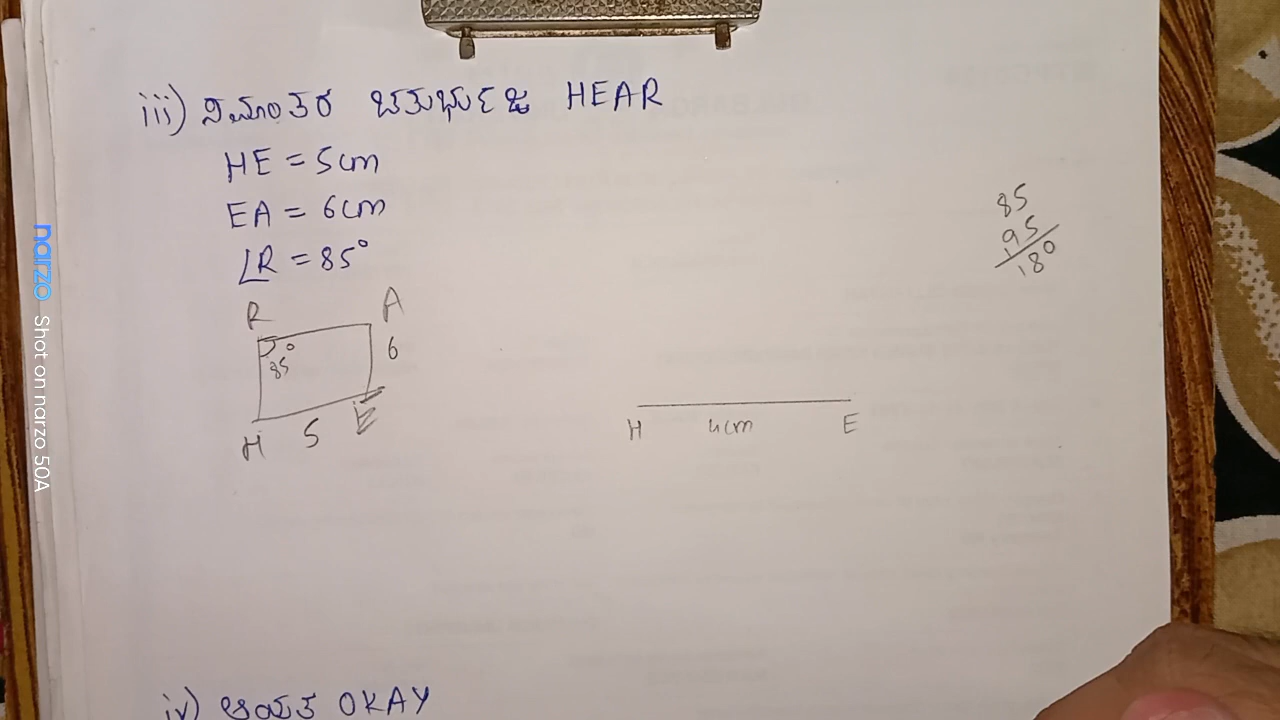 iii) ಸಮಾಂತರ ಚತುರ್ಭುಜ HEAR
HE = 5cm
EA = 6cm
∠R = 85°
R A
85° 6
H 5 E
H 4cm E
85
95
180
iv) ಆಯತ OKAY
narzo Shot on narzo 50A